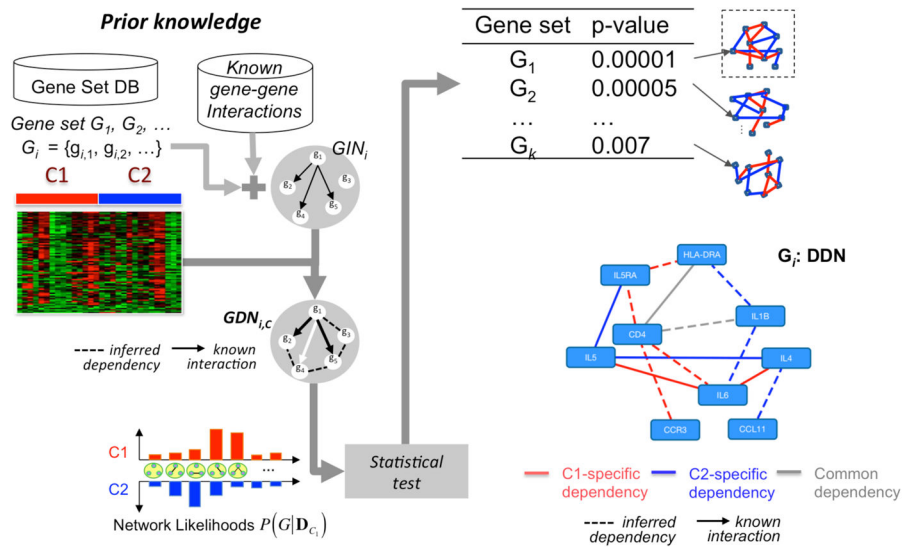 Prior knowledge
Gene Set DB
Known
gene-gene
Interactions
Gene set G1, G2, …
Gi = {gi,1, gi,2, …}
C1 C2
GINi
g1
g2
g3
g4
g5
GDNi,c
g1
g2
g3
g4
g5
inferred
dependency
known
interaction
C1
C2
…
Network Likelihoods P(G|DC1)
Statistical
test
Gene set p-value
G1 0.00001
G2 0.00005
… …
Gk 0.007
Gi: DDN
HLA-DRA
IL5RA
IL1B
CD4
IL5
IL4
IL6
CCR3
CCL11
C1-specific
dependency
C2-specific
dependency
Common
dependency
inferred
dependency
known
interaction